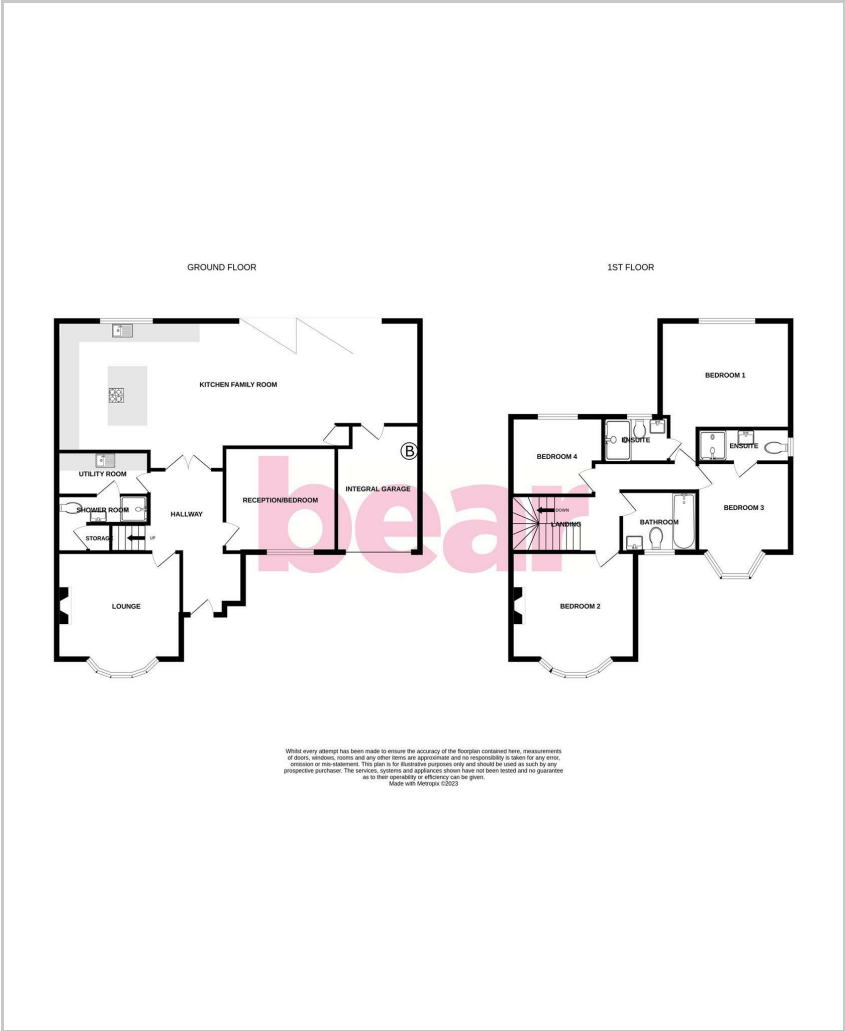 GROUND FLOOR
KITCHEN FAMILY ROOM
UTILITY ROOM
SHOWER ROOM
STORAGE
UP
HALLWAY
RECEPTION/BEDROOM
INTEGRAL GARAGE
B
LOUNGE
1ST FLOOR
BEDROOM 1
ENSUITE
ENSUITE
BEDROOM 4
BEDROOM 3
DOWN
LANDING
BATHROOM
BEDROOM 2
bear
Whilst every attempt has been made to ensure the accuracy of the floorplan contained here, measurements
of doors, windows, rooms and any other items are approximate and no responsibility is taken for any error,
omission or mis-statement. This plan is for illustrative purposes only and should be used as such by any
prospective purchaser. The services, systems and appliances shown have not been tested and no guarantee
as to their operability or efficiency can be given.
Made with Metropix ©2023